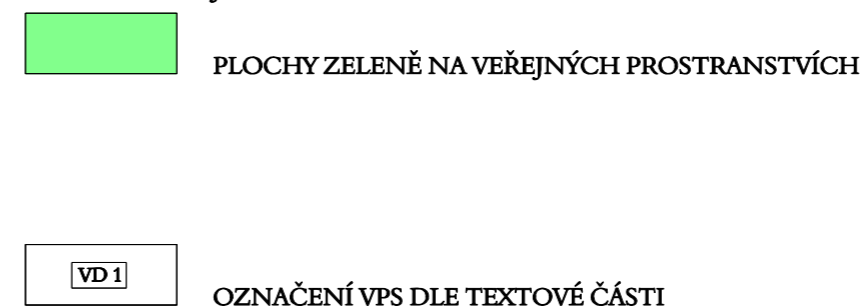 PLOCHY ZELENĚ NA VEŘEJNÝCH PROSTRANSTVÍCH
VD 1
OZNAČENÍ VPS DLE TEXTOVÉ ČÁSTI